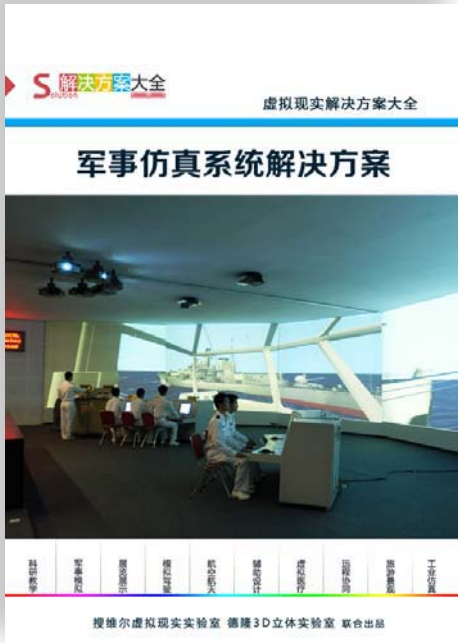 Solution 解决方案大全
虚拟现实解决方案大全
军事仿真系统解决方案
科研教学
军事模拟
展览展示
模拟驾驶
航空航天
辅助设计
虚拟医疗
远程协同
旅游景观
工业仿真
搜维尔虚拟现实实验室 德隆3D立体实验室 联合出品